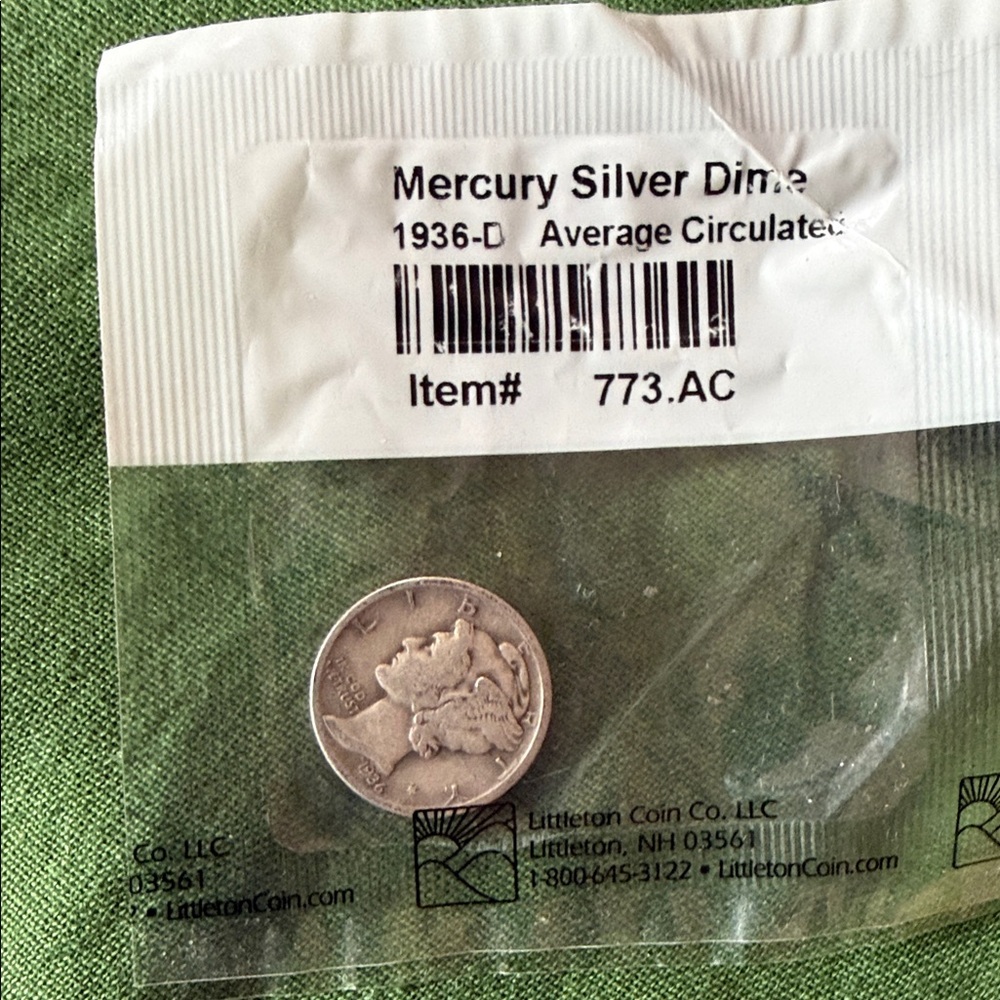 Mercury Silver Dime
1936-D Average Circulated
Item# 773.AC
L I B E R T Y
IN GOD
WE TRUST
1936
Co. LLC
03561
• LittletonCoin.com
Littleton Coin Co. LLC
Littleton, NH 03561
1-800-645-3122 • LittletonCoin.com